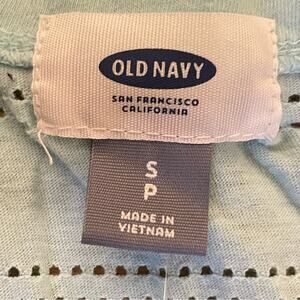 OLD NAVY
SAN FRANCISCO
CALIFORNIA
S
P
MADE IN
VIETNAM